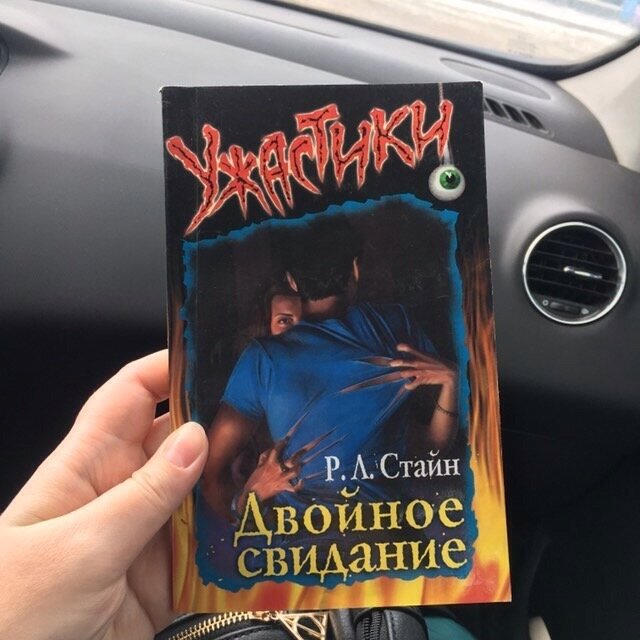 Ужастики
Р. Л. Стайн
Двойное
свидание